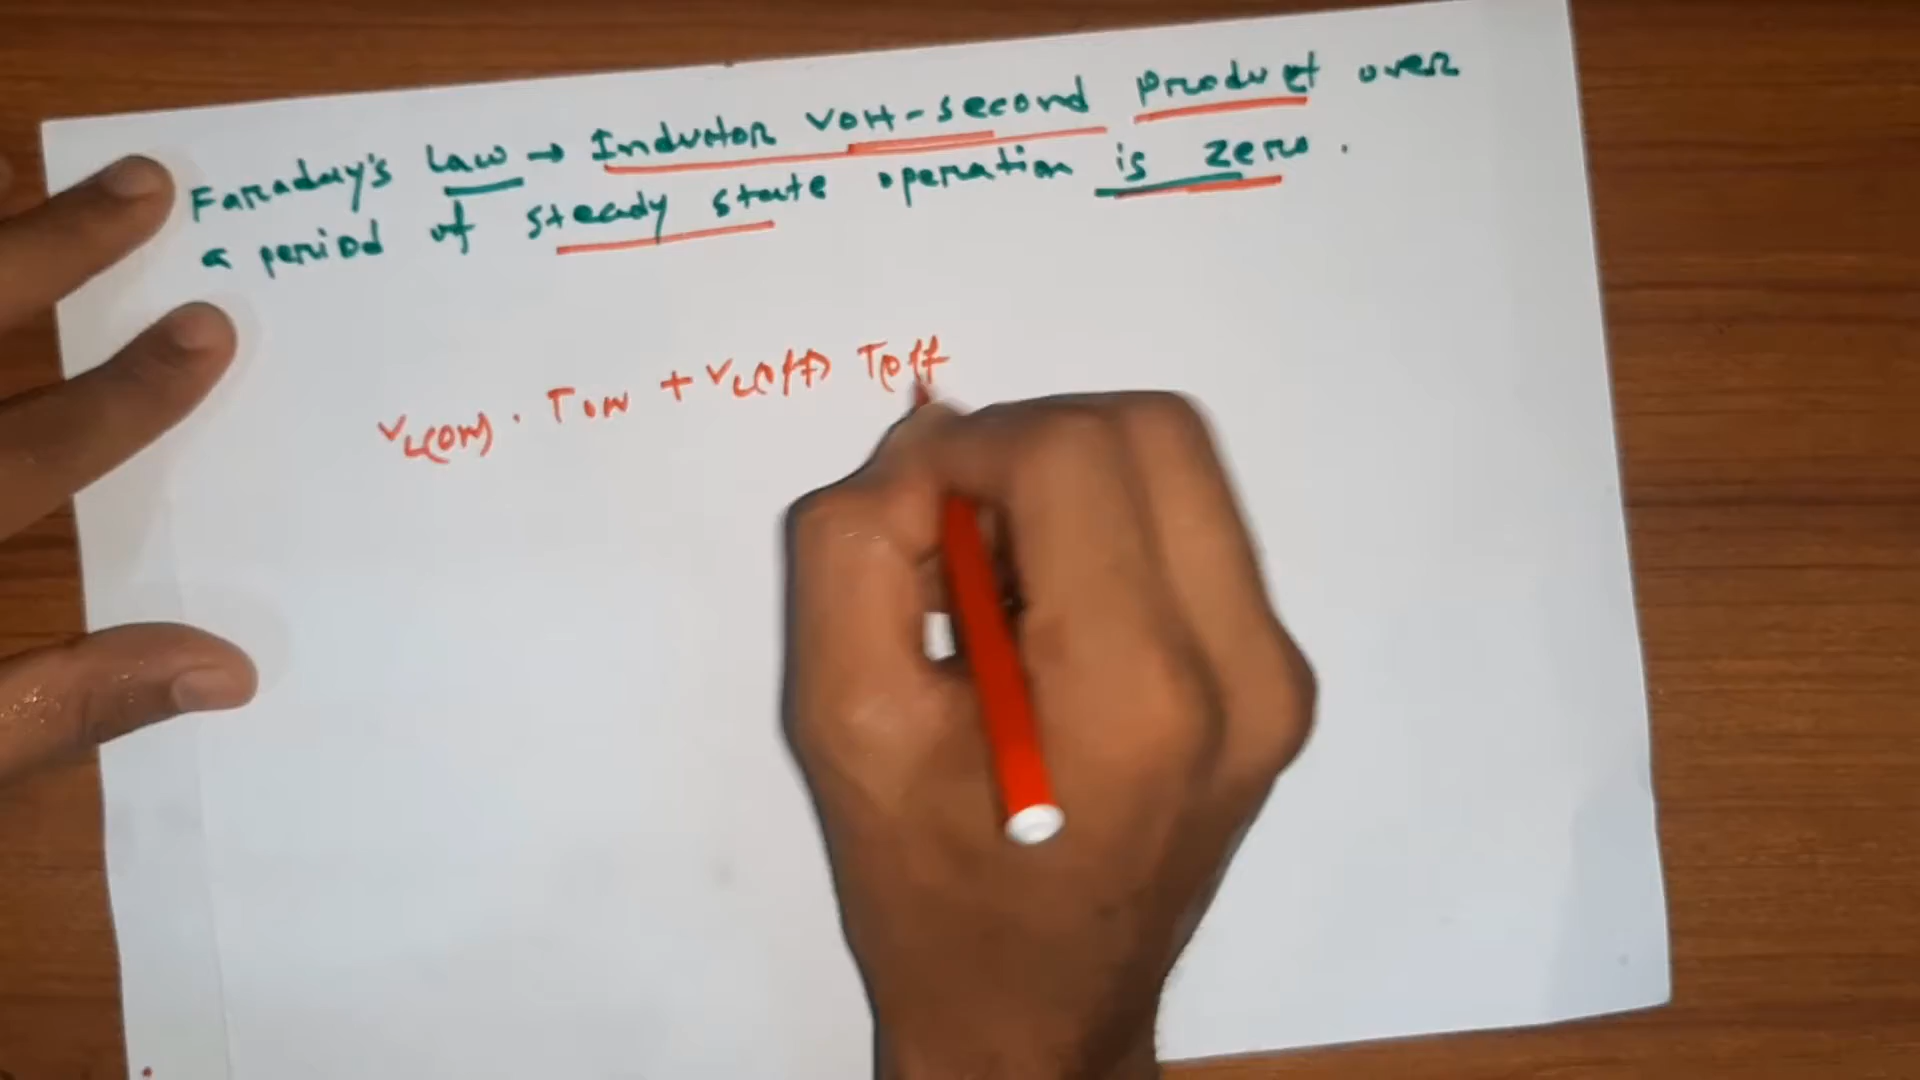 Faraday's law → Inductor volt-second product over
a period of steady state operation is zero.
VL(ON) . TON + VL(off) Toff